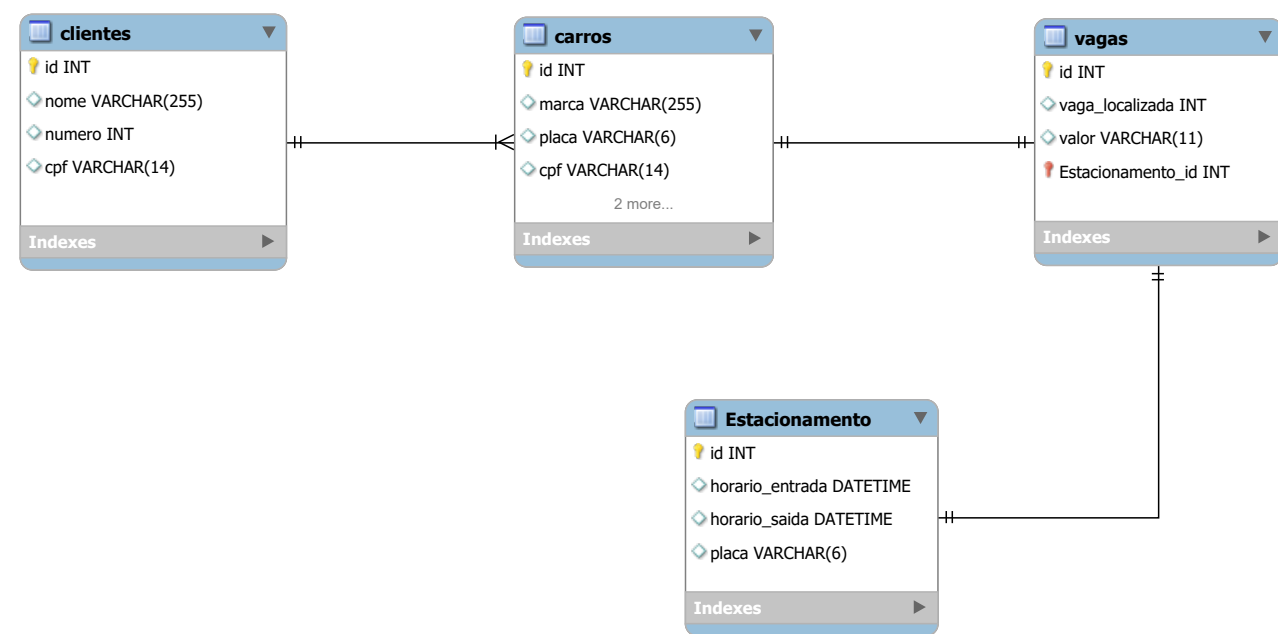 clientes
id INT
nome VARCHAR(255)
numero INT
cpf VARCHAR(14)
Indexes
carros
id INT
marca VARCHAR(255)
placa VARCHAR(6)
cpf VARCHAR(14)
2 more...
Indexes
vagas
id INT
vaga_localizada INT
valor VARCHAR(11)
Estacionamento_id INT
Indexes
Estacionamento
id INT
horario_entrada DATETIME
horario_saida DATETIME
placa VARCHAR(6)
Indexes